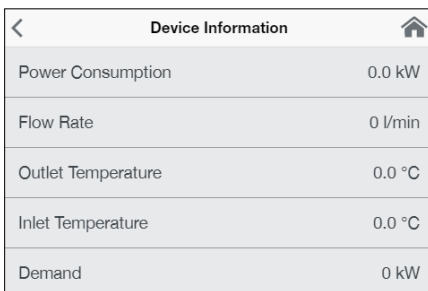 Device Information
Power Consumption 0.0 kW
Flow Rate 0 l/min
Outlet Temperature 0.0 °C
Inlet Temperature 0.0 °C
Demand 0 kW